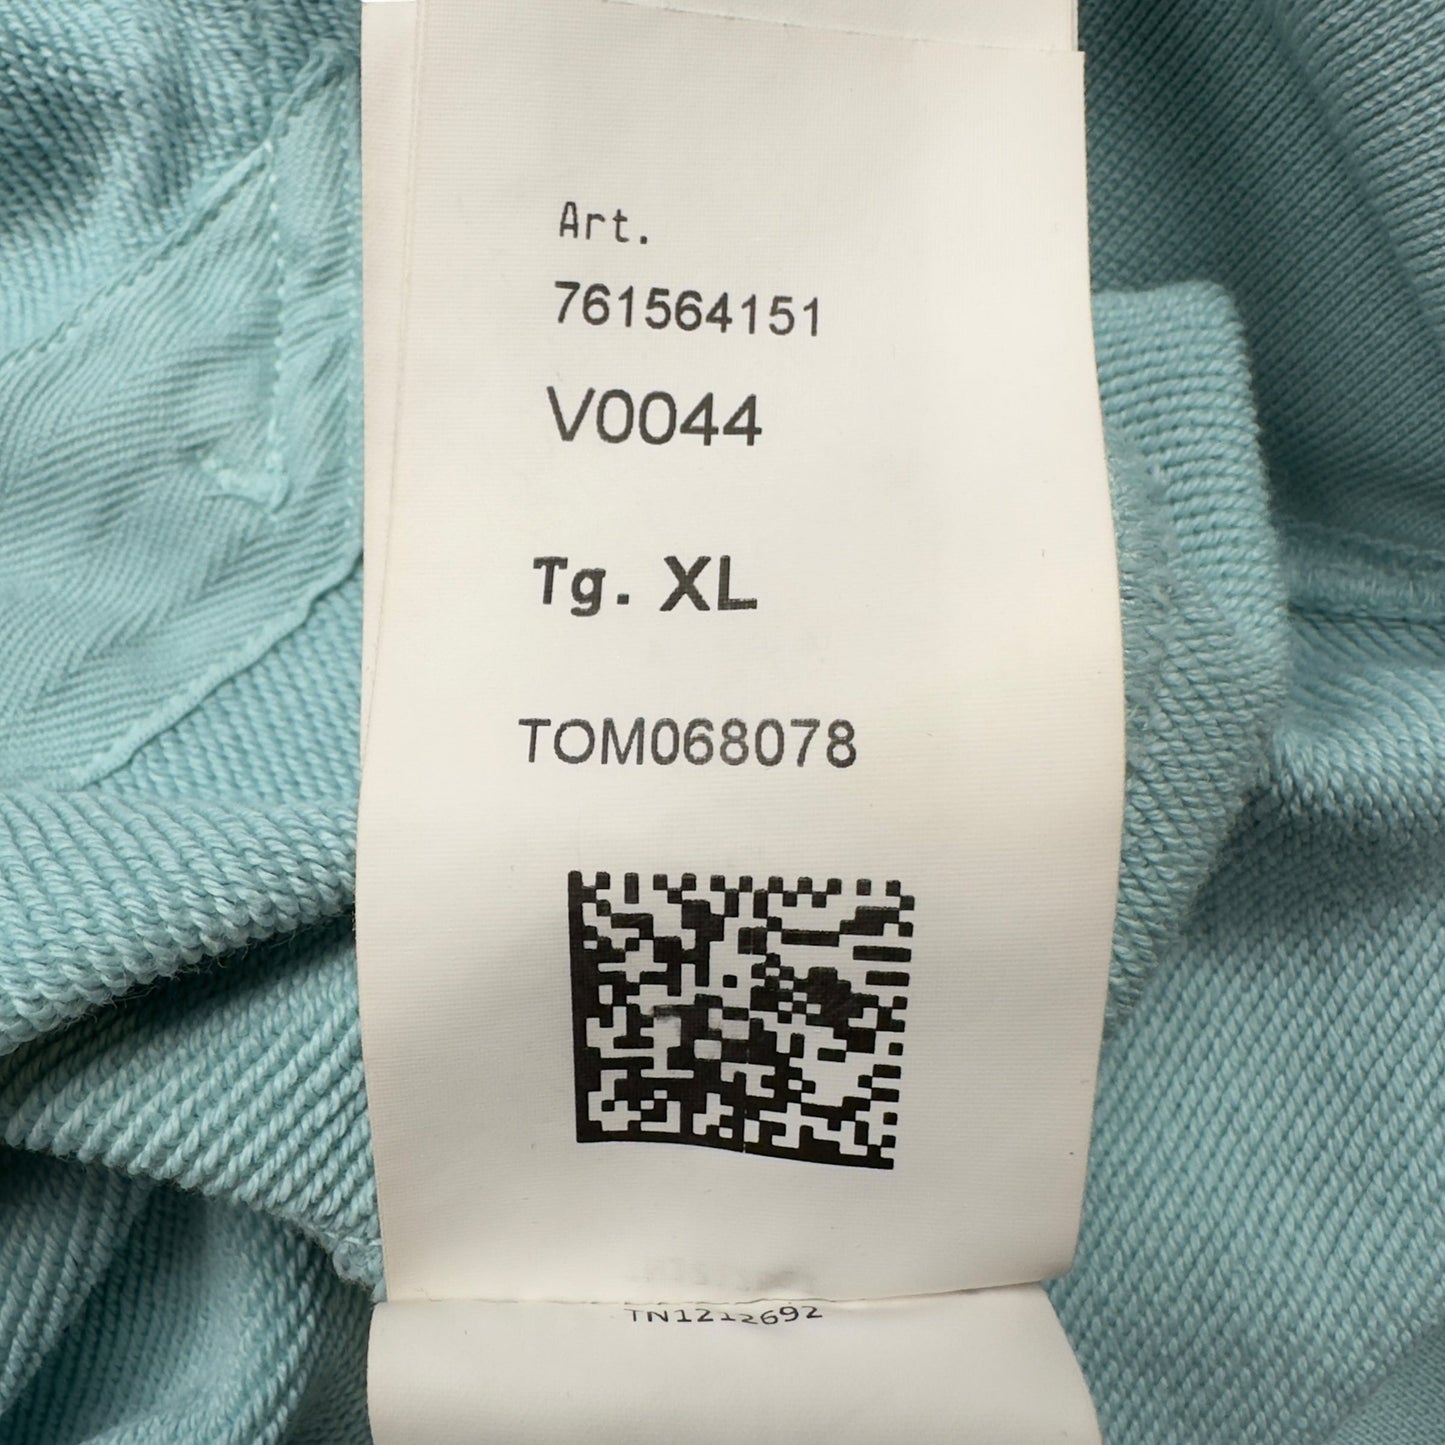 Art.
761564151
V0044
Tg. XL
TOM068078
TN1212692